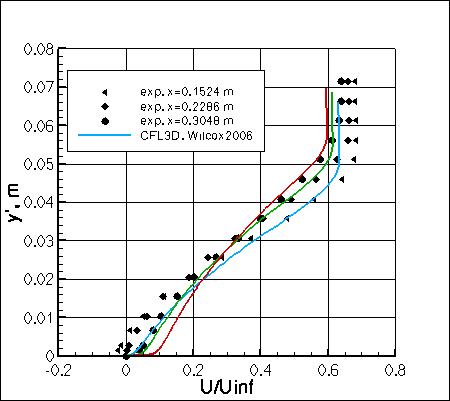 0.08
0.07
0.06
0.05
0.04
0.03
0.02
0.01
0
y', m
exp. x=0.1524 m
exp. x=0.2286 m
exp. x=0.3048 m
CFL3D, Wilcox2006
-0.2 0 0.2 0.4 0.6 0.8
U/Uinf